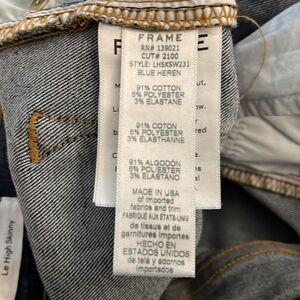 FRAME
RN# 139021
CUT# 2100
STYLE: LHSKSW231
BLUE HEREN
91% COTTON
6% POLYESTER
3% ELASTANE
91% COTON
6% POLYESTER
3% ELASTHANNE
91% ALGODÓN
6% POLIÉSTER
3% ELASTANO
MADE IN USA
of imported
fabrics and trim
FABRIQUÉ AUX ÉTATS-UNIS
de tissus et de
garnitures importés
HECHO EN
ESTADOS UNIDOS
de tela y adornos
importados
Le High Skinny